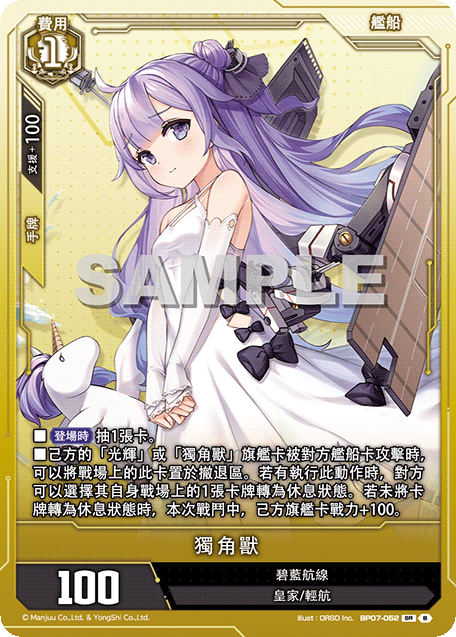 費用
1
艦船
支援+100
手牌
SAMPLE
■ 登場時 抽1張卡。
■己方的「光輝」或「獨角獸」旗艦卡被對方艦船卡攻擊時,
可以將戰場上的此卡置於撤退區。若有執行此動作時,對方
可以選擇其自身戰場上的1張卡牌轉為休息狀態。若未將卡
牌轉為休息狀態時,本次戰鬥中,己方旗艦卡戰力+100。
獨角獸
100
碧藍航線
皇家/輕航
© Manjuu Co.,Ltd. & YongShi Co.,Ltd.
illust:ORSO Inc. BP07-052 SR B